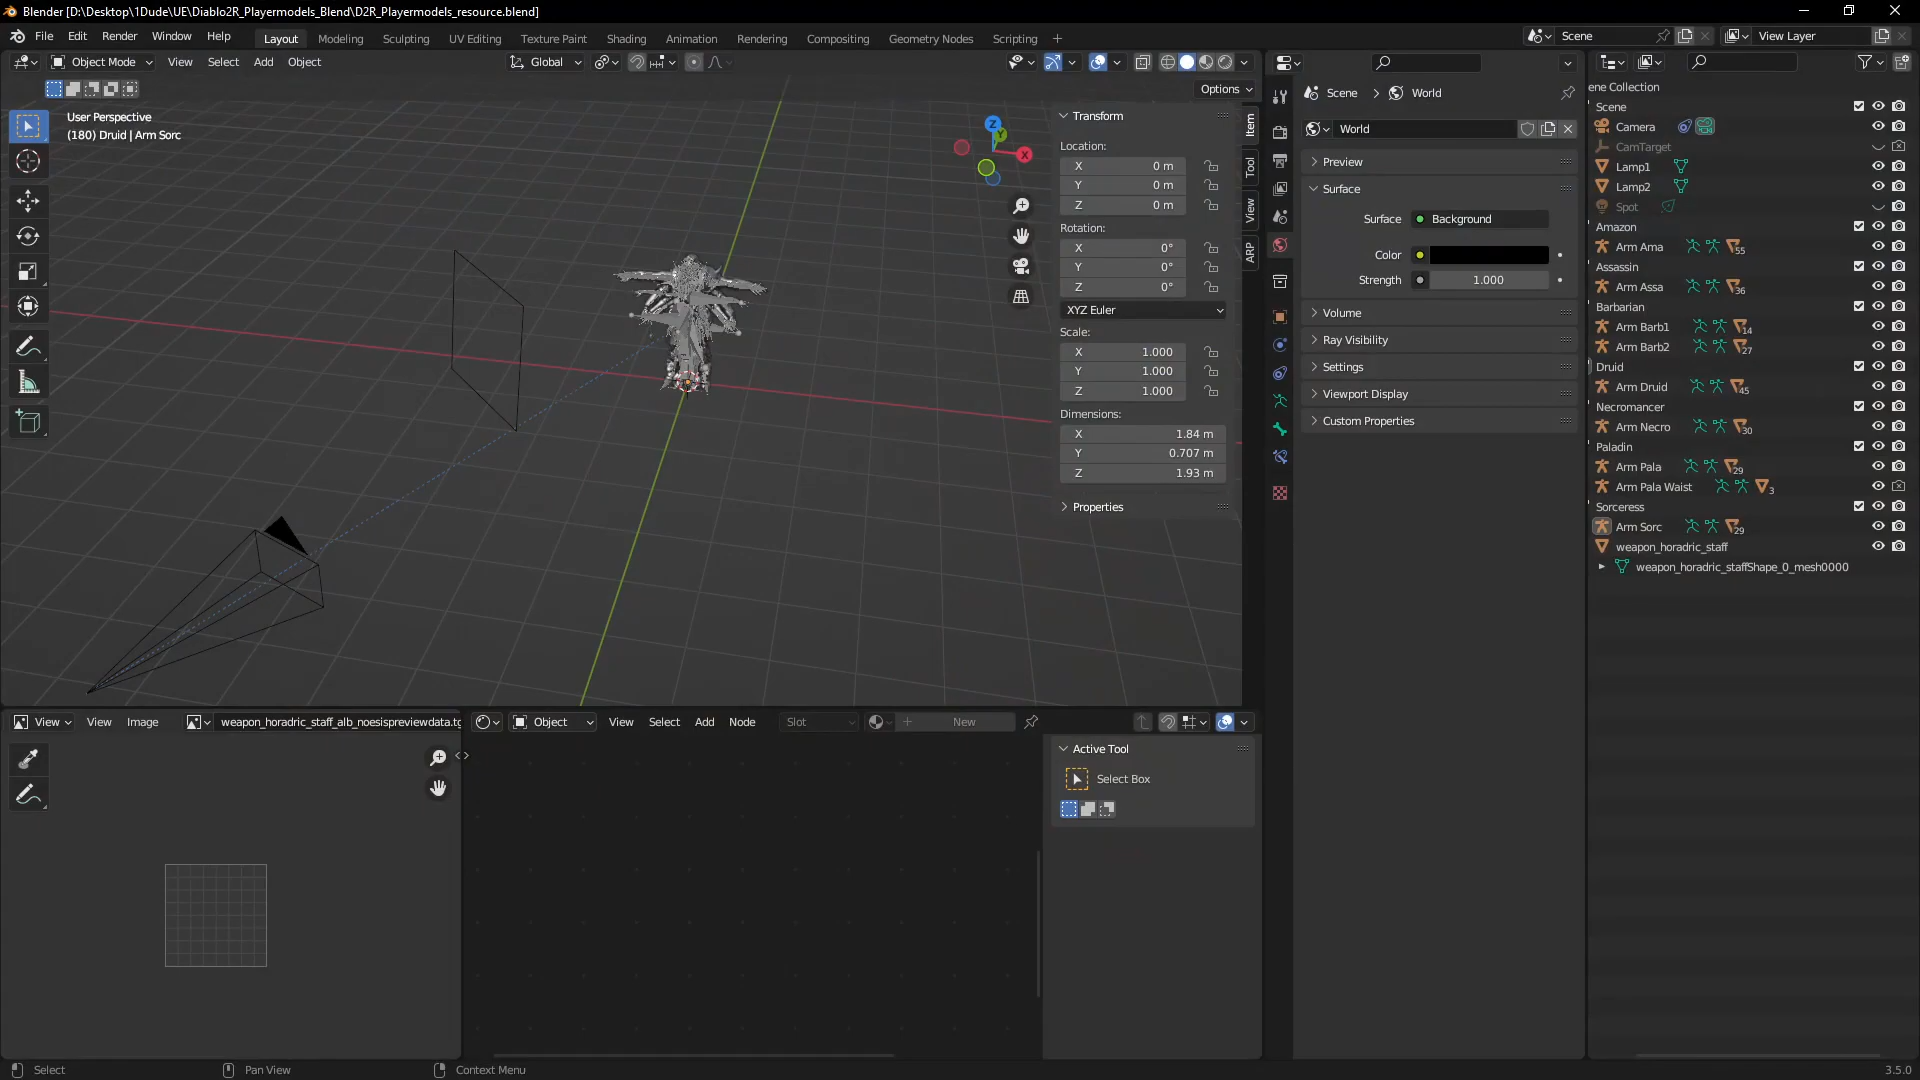 Blender [D:\Desktop\1Dude\UE\Diablo2R_Playermodels_Blend\D2R_Playermodels_resource.blend]
File Edit Render Window Help
Layout Modeling Sculpting UV Editing Texture Paint Shading Animation Rendering Compositing Geometry Nodes Scripting +
Scene
View Layer
Object Mode View Select Add Object
Global
Options
User Perspective
(180) Druid | Arm Sorc
Z
Y
X
Transform
Location:
X 0 m
Y 0 m
Z 0 m
Rotation:
X 0°
Y 0°
Z 0°
XYZ Euler
Scale:
X 1.000
Y 1.000
Z 1.000
Dimensions:
X 1.84 m
Y 0.707 m
Z 1.93 m
Properties
Item
Tool
View
ARP
Scene > World
World
Preview
Surface
Surface Background
Color
Strength 1.000
Volume
Ray Visibility
Settings
Viewport Display
Custom Properties
ene Collection
Scene
Camera
CamTarget
Lamp1
Lamp2
Spot
Amazon
Arm Ama 55
Assassin
Arm Assa 36
Barbarian
Arm Barb1 14
Arm Barb2 27
Druid
Arm Druid 45
Necromancer
Arm Necro 30
Paladin
Arm Pala 29
Arm Pala Waist 3
Sorceress
Arm Sorc 29
weapon_horadric_staff
weapon_horadric_staffShape_0_mesh0000
View View Image weapon_horadric_staff_alb_noesispreviewdata.tg
Object View Select Add Node Slot New
Active Tool
Select Box
Select Pan View Context Menu
3.5.0